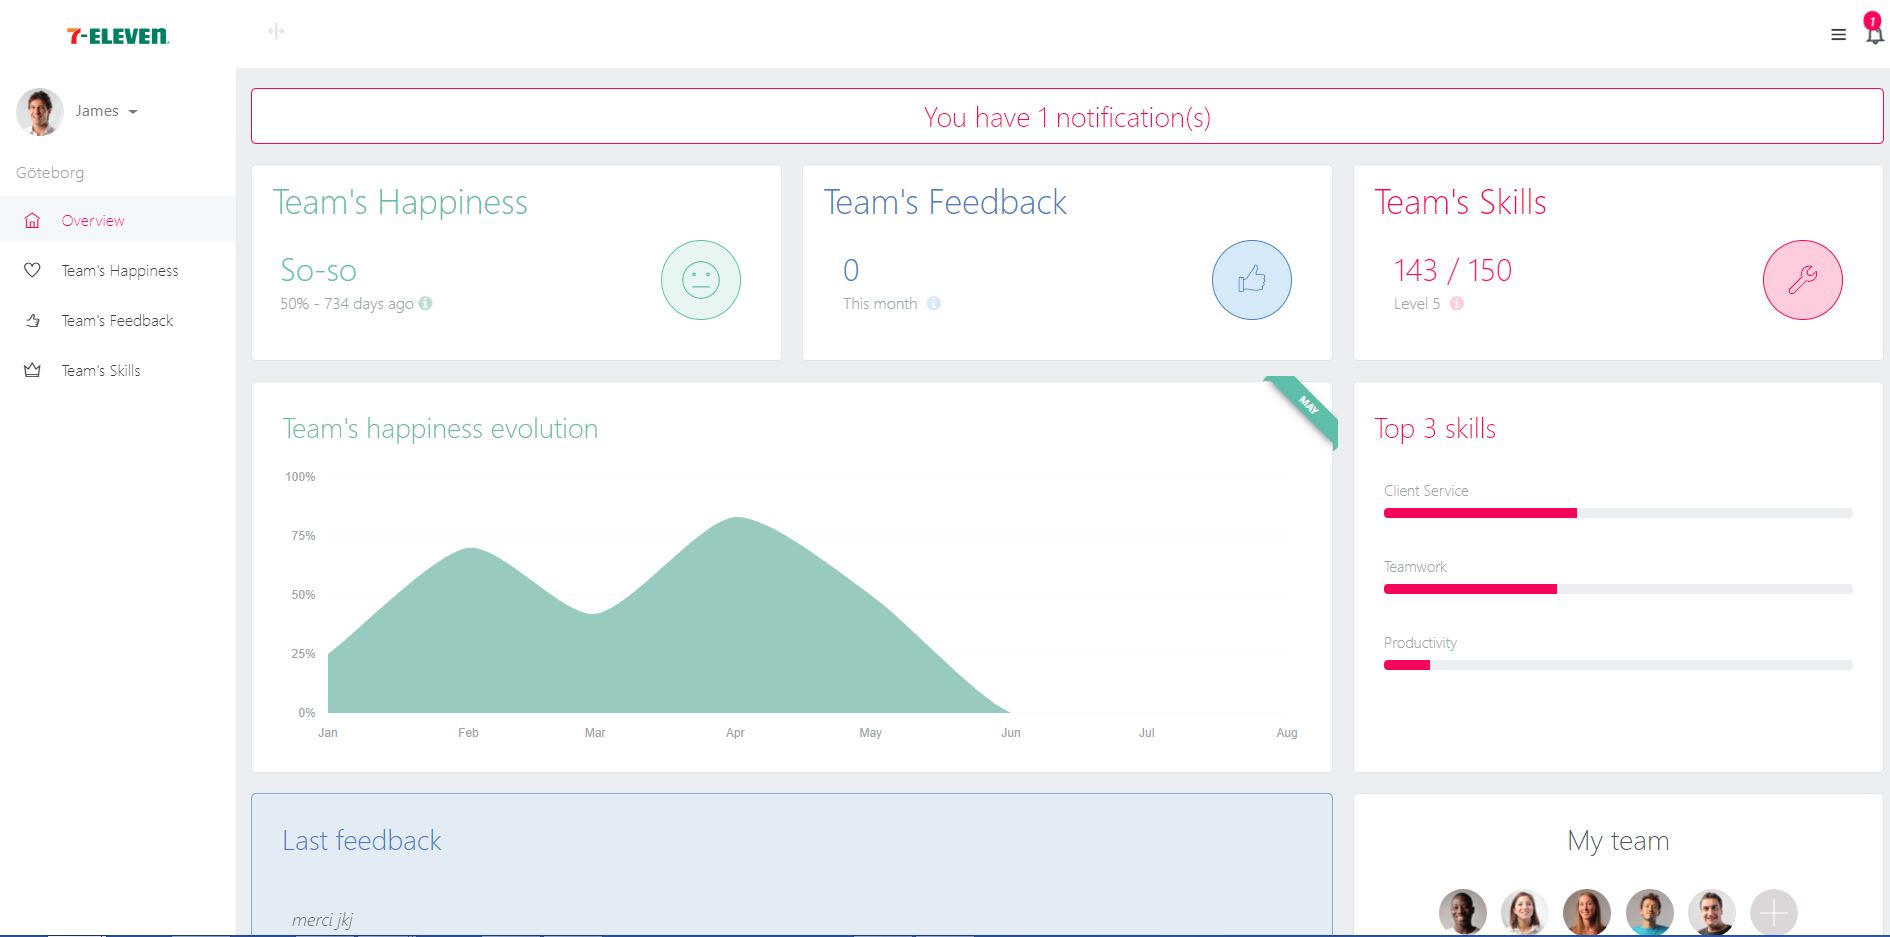 7-ELEVEN
1
James
Göteborg
Overview
Team's Happiness
Team's Feedback
Team's Skills
You have 1 notification(s)
Team's Happiness
So-so
50% - 734 days ago
Team's Feedback
0
This month
Team's Skills
143 / 150
Level 5
Team's happiness evolution
MAY
100%
75%
50%
25%
0%
Jan Feb Mar Apr May Jun Jul Aug
Top 3 skills
Client Service
Teamwork
Productivity
Last feedback
merci jkj
My team